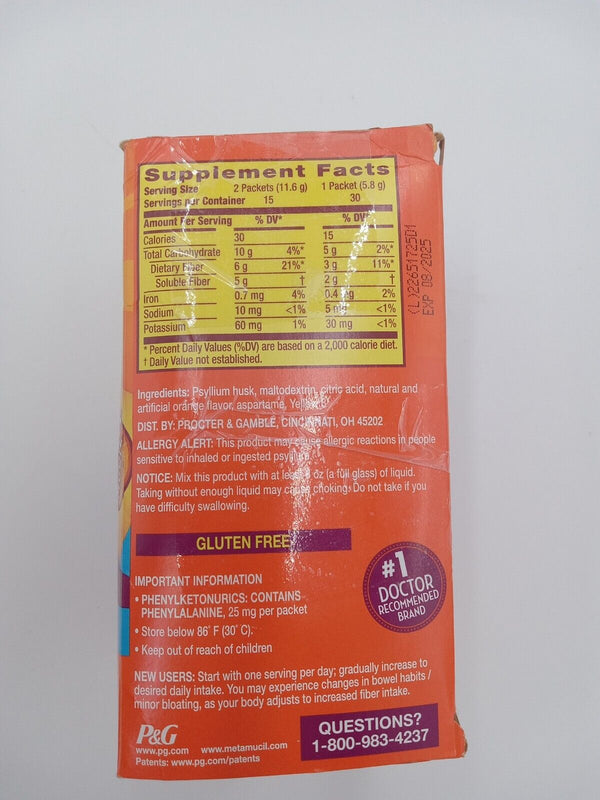 Supplement Facts
Serving Size 2 Packets (11.6 g) 1 Packet (5.8 g)
Servings per Container 15 30
Amount Per Serving % DV* % DV*
Calories 30 15
Total Carbohydrate 10 g 4%* 5 g 2%*
Dietary Fiber 6 g 21%* 3 g 11%*
Soluble Fiber 5 g † 2 g †
Iron 0.7 mg 4% 0.4 mg 2%
Sodium 10 mg <1% 5 mg <1%
Potassium 60 mg 1% 30 mg <1%
* Percent Daily Values (%DV) are based on a 2,000 calorie diet.
† Daily Value not established.
(L)22651725D1
EXP 08/2025
Ingredients: Psyllium husk, maltodextrin, citric acid, natural and
artificial orange flavor, aspartame, Yellow 6
DIST. BY: PROCTER & GAMBLE, CINCINNATI, OH 45202
ALLERGY ALERT: This product may cause allergic reactions in people
sensitive to inhaled or ingested psyllium.
NOTICE: Mix this product with at least oz (a full glass) of liquid.
Taking without enough liquid may cause choking. Do not take if you
have difficulty swallowing.
GLUTEN FREE
#1
DOCTOR
RECOMMENDED
BRAND
IMPORTANT INFORMATION
• PHENYLKETONURICS: CONTAINS
PHENYLALANINE, 25 mg per packet
• Store below 86° F (30° C).
• Keep out of reach of children
NEW USERS: Start with one serving per day; gradually increase to
desired daily intake. You may experience changes in bowel habits /
minor bloating, as your body adjusts to increased fiber intake.
P&G
www.pg.com www.metamucil.com
Patents: www.pg.com/patents
QUESTIONS?
1-800-983-4237